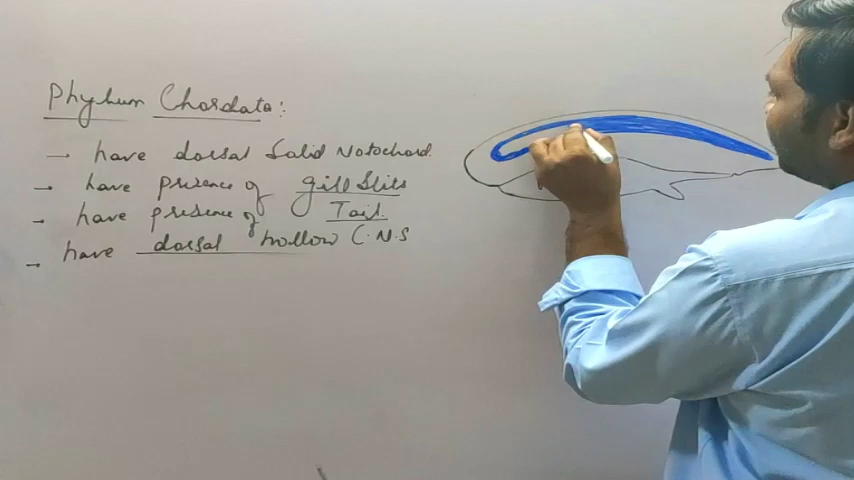 Phylum Chordata:
→ have dorsal Solid Notochord.
→ have presence of gill Slits
→ have presence of Tail.
→ have dorsal hollow C.N.S